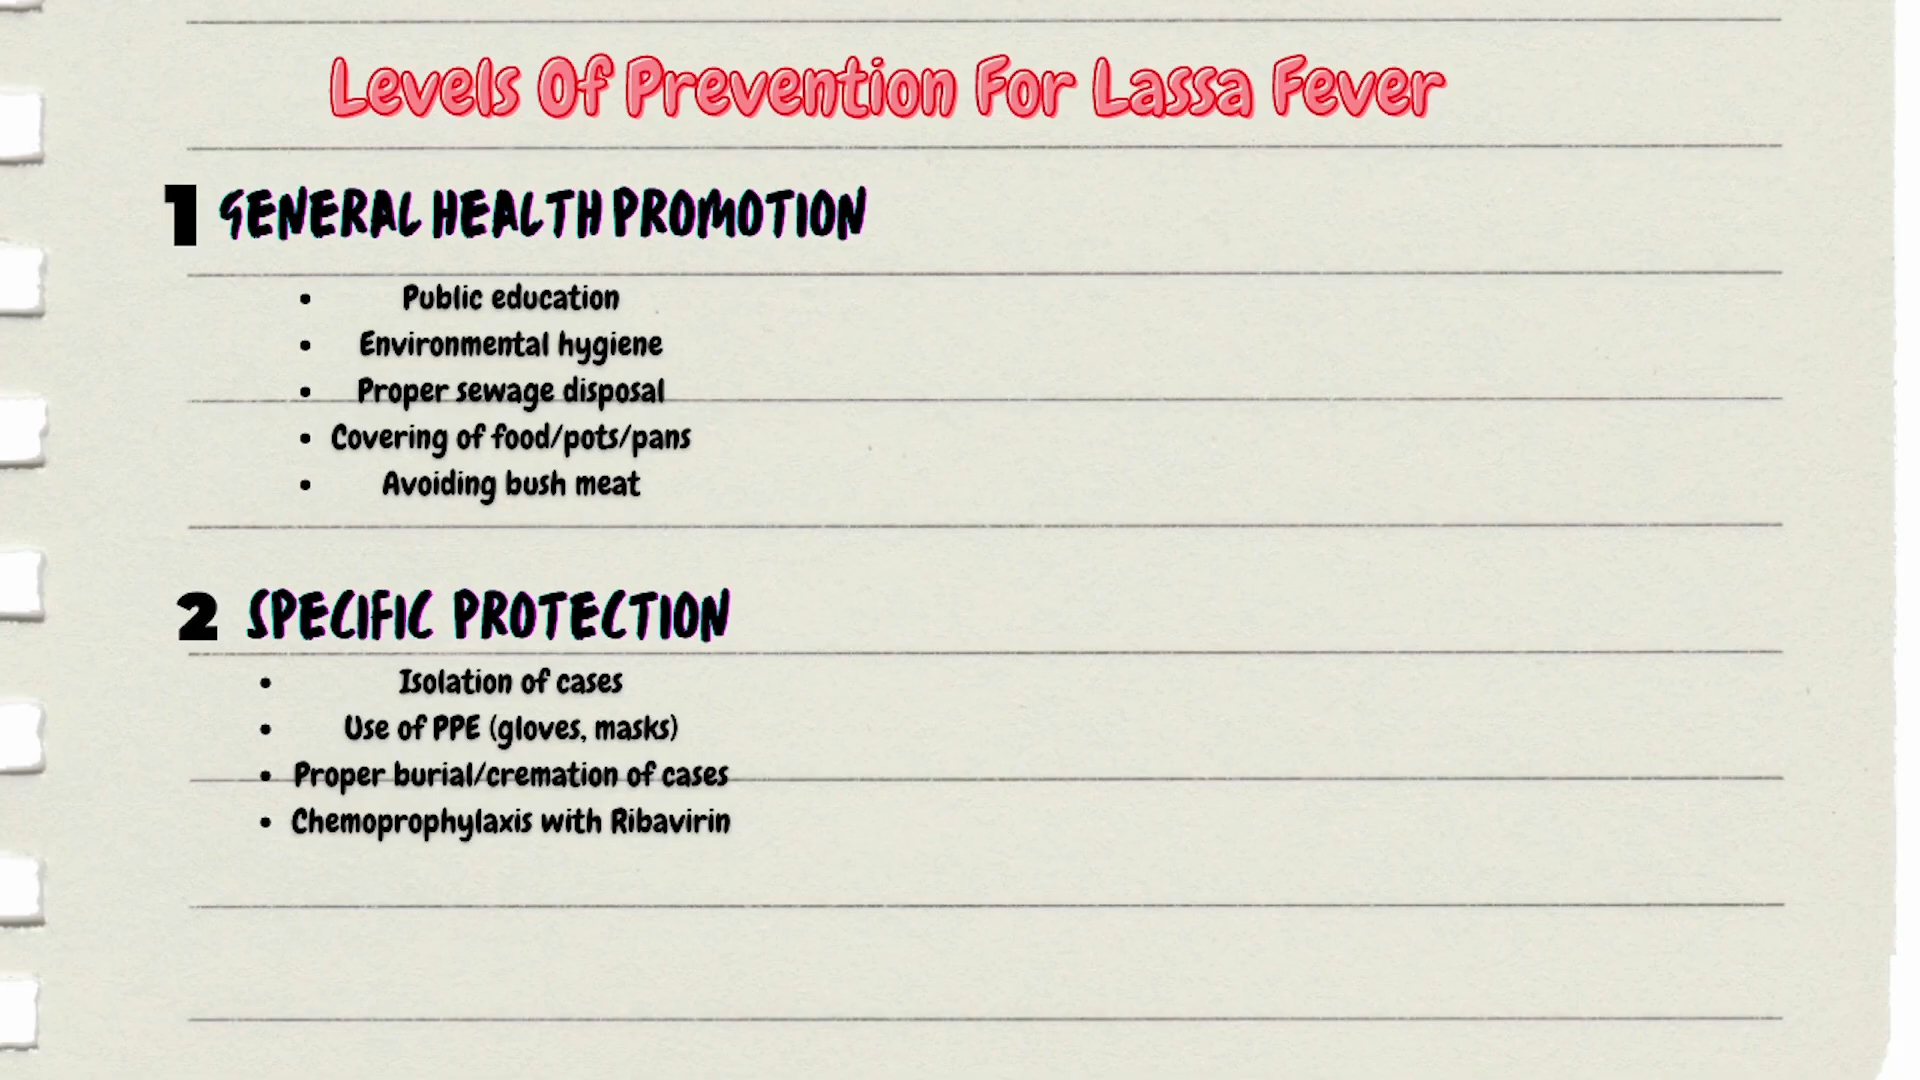 Levels Of Prevention For Lassa Fever
1 GENERAL HEALTH PROMOTION
• Public education
• Environmental hygiene
• Proper sewage disposal
• Covering of food/pots/pans
• Avoiding bush meat
2 SPECIFIC PROTECTION
• Isolation of cases
• Use of PPE (gloves, masks)
• Proper burial/cremation of cases
• Chemoprophylaxis with Ribavirin